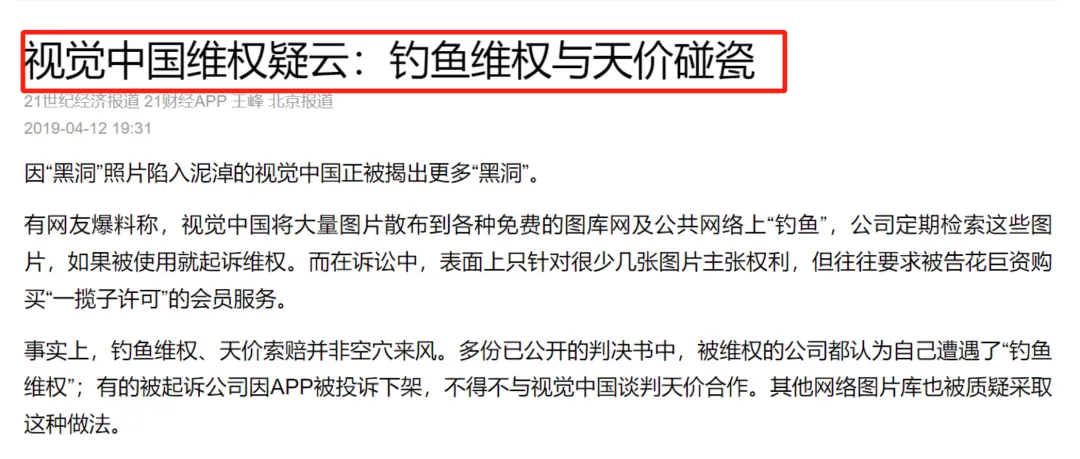 视觉中国维权疑云：钓鱼维权与天价碰瓷
21世纪经济报道 21财经APP 王峰 北京报道
2019-04-12 19:31
因“黑洞”照片陷入泥淖的视觉中国正被揭出更多“黑洞”。
有网友爆料称，视觉中国将大量图片散布到各种免费的图库网及公共网络上“钓鱼”，公司定期检索这些图
片，如果被使用就起诉维权。而在诉讼中，表面上只针对很少几张图片主张权利，但往往要求被告花巨资购
买“一揽子许可”的会员服务。
事实上，钓鱼维权、天价索赔并非空穴来风。多份已公开的判决书中，被维权的公司都认为自己遭遇了“钓鱼
维权”；有的被起诉公司因APP被投诉下架，不得不与视觉中国谈判天价合作。其他网络图片库也被质疑采取
这种做法。